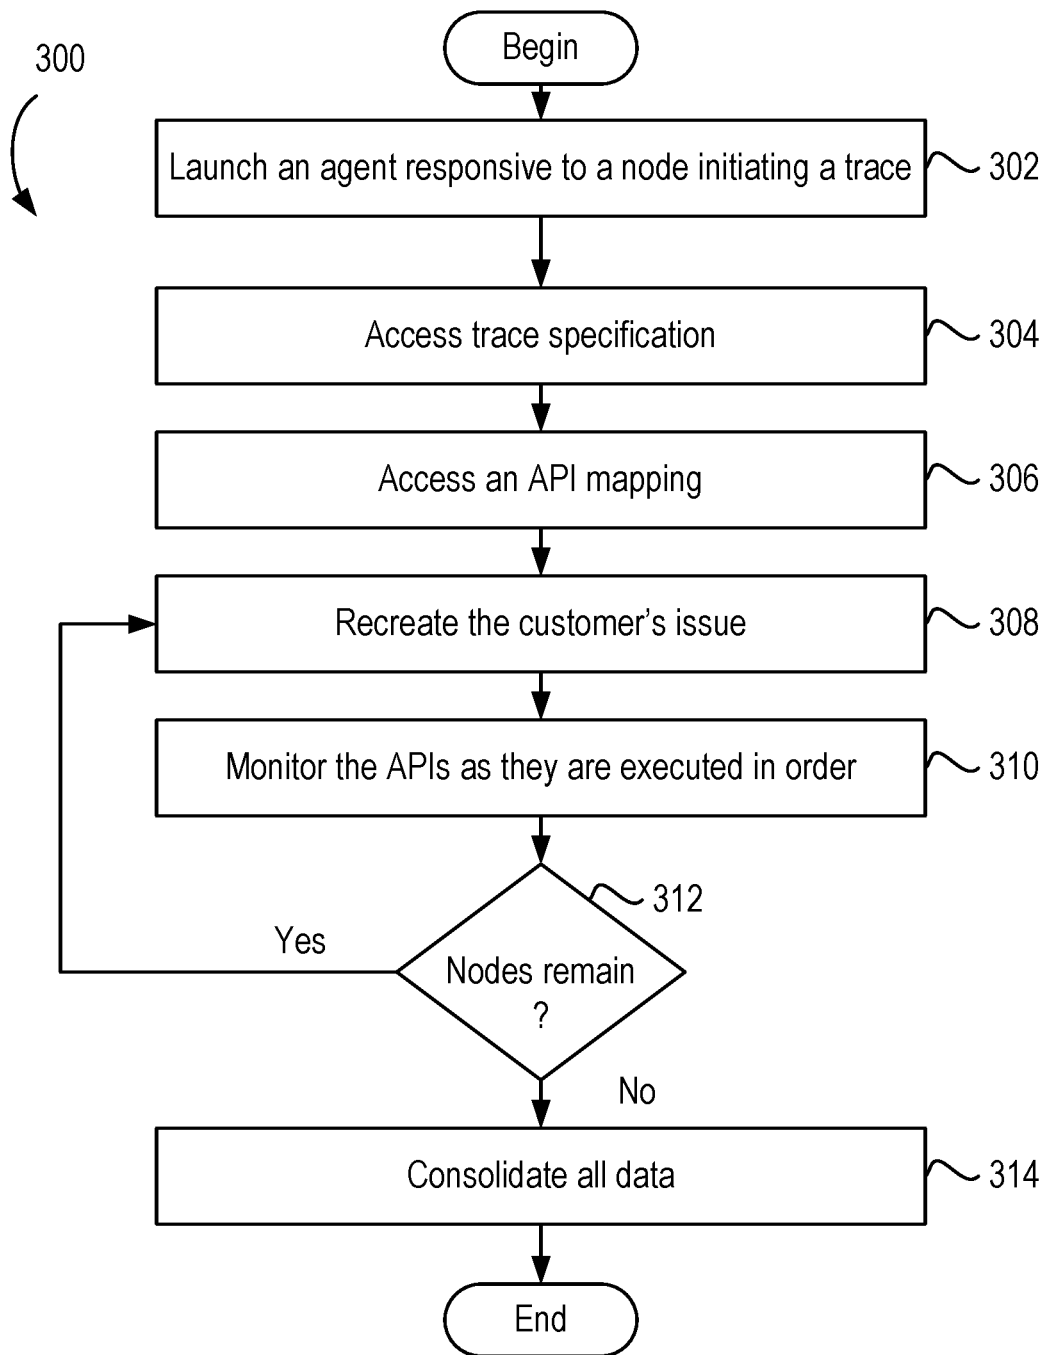 Begin
300
Launch an agent responsive to a node initiating a trace
302
Access trace specification
304
Access an API mapping
306
Recreate the customer's issue
308
Monitor the APIs as they are executed in order
310
312
Yes
Nodes remain
?
No
Consolidate all data
314
End